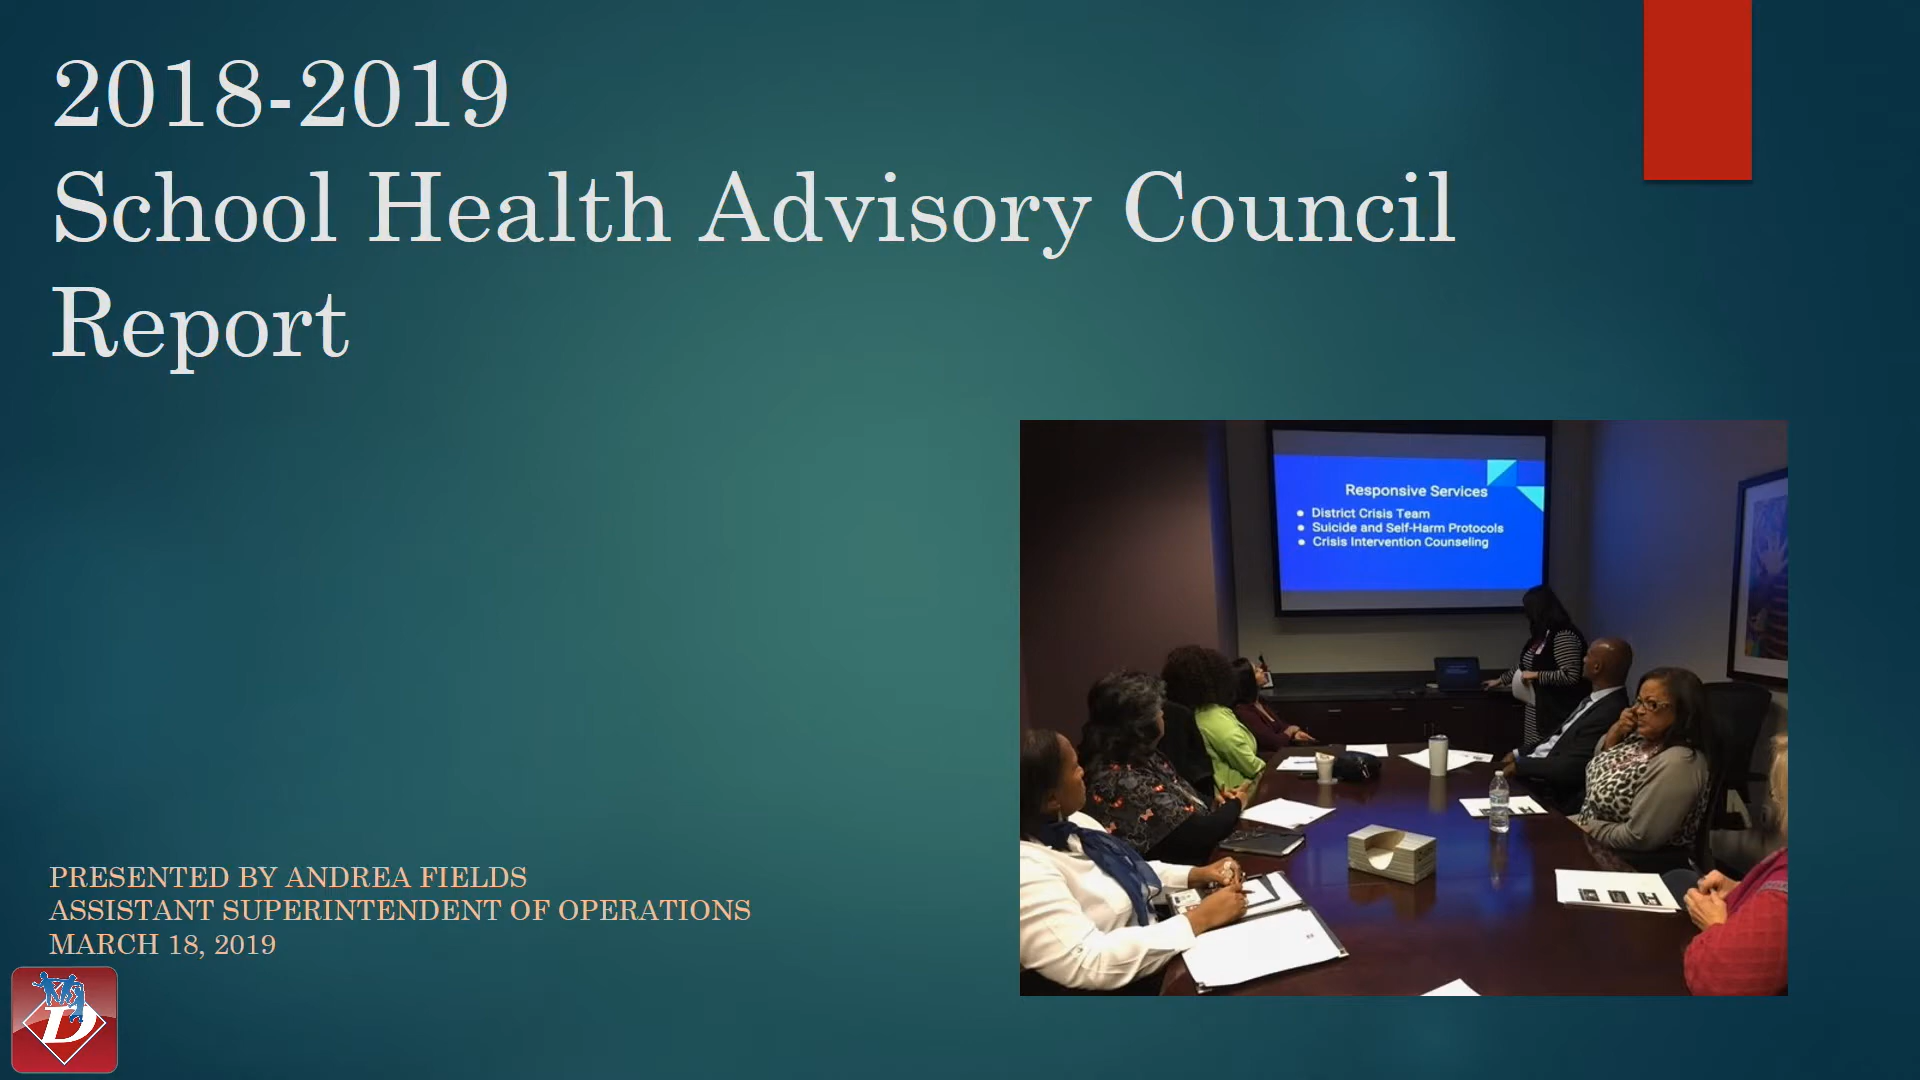 2018-2019
School Health Advisory Council
Report
Responsive Services
● District Crisis Team
● Suicide and Self-Harm Protocols
● Crisis Intervention Counseling
PRESENTED BY ANDREA FIELDS
ASSISTANT SUPERINTENDENT OF OPERATIONS
MARCH 18, 2019
D